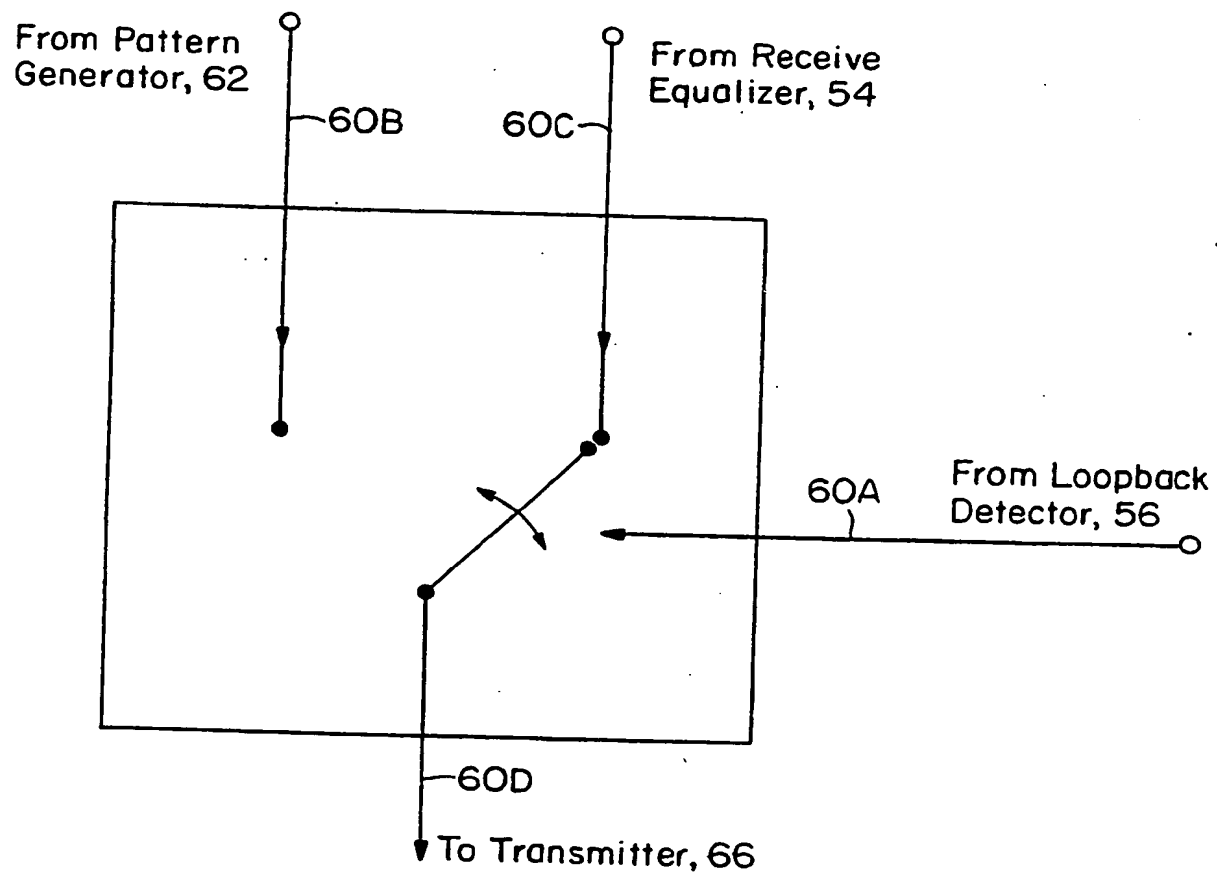 From Pattern
Generator, 62
From Receive
Equalizer, 54
60B
60C
60A
From Loopback
Detector, 56
60D
To Transmitter, 66